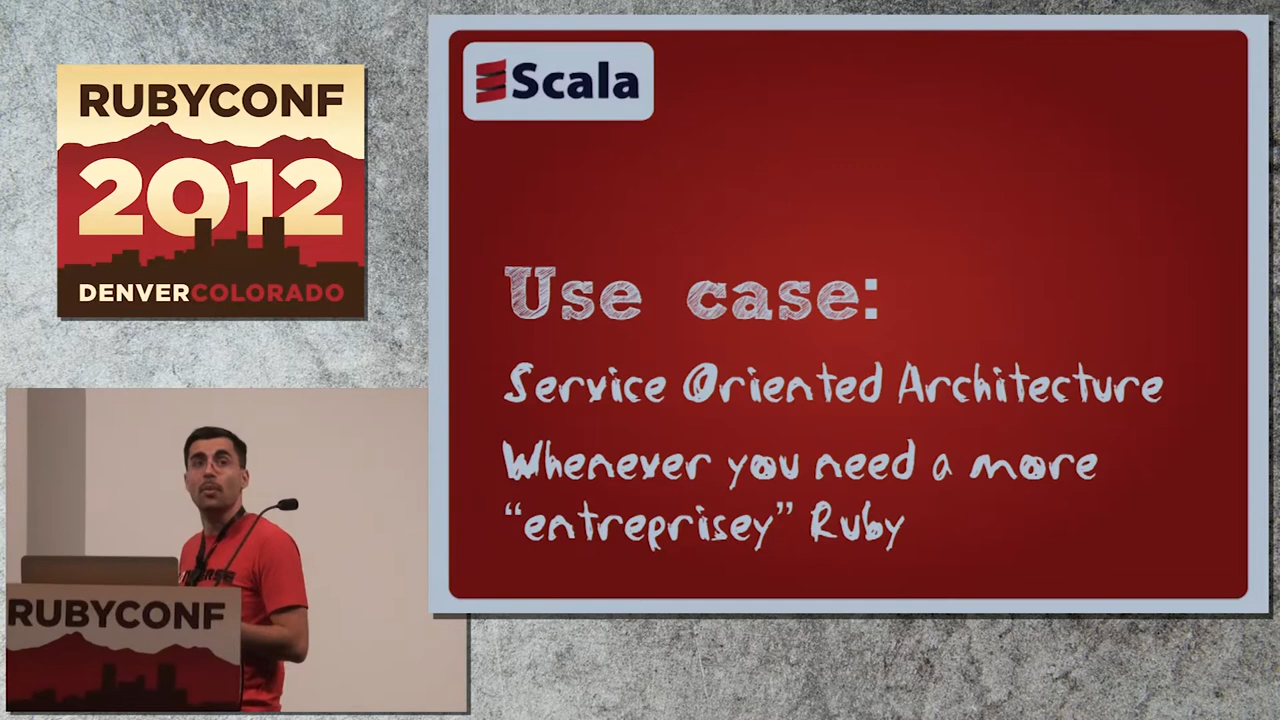 RUBYCONF
2012
DENVERCOLORADO
Scala
Use case:
Service Oriented Architecture
Whenever you need a more
“entreprisey” Ruby
RUBYCONF